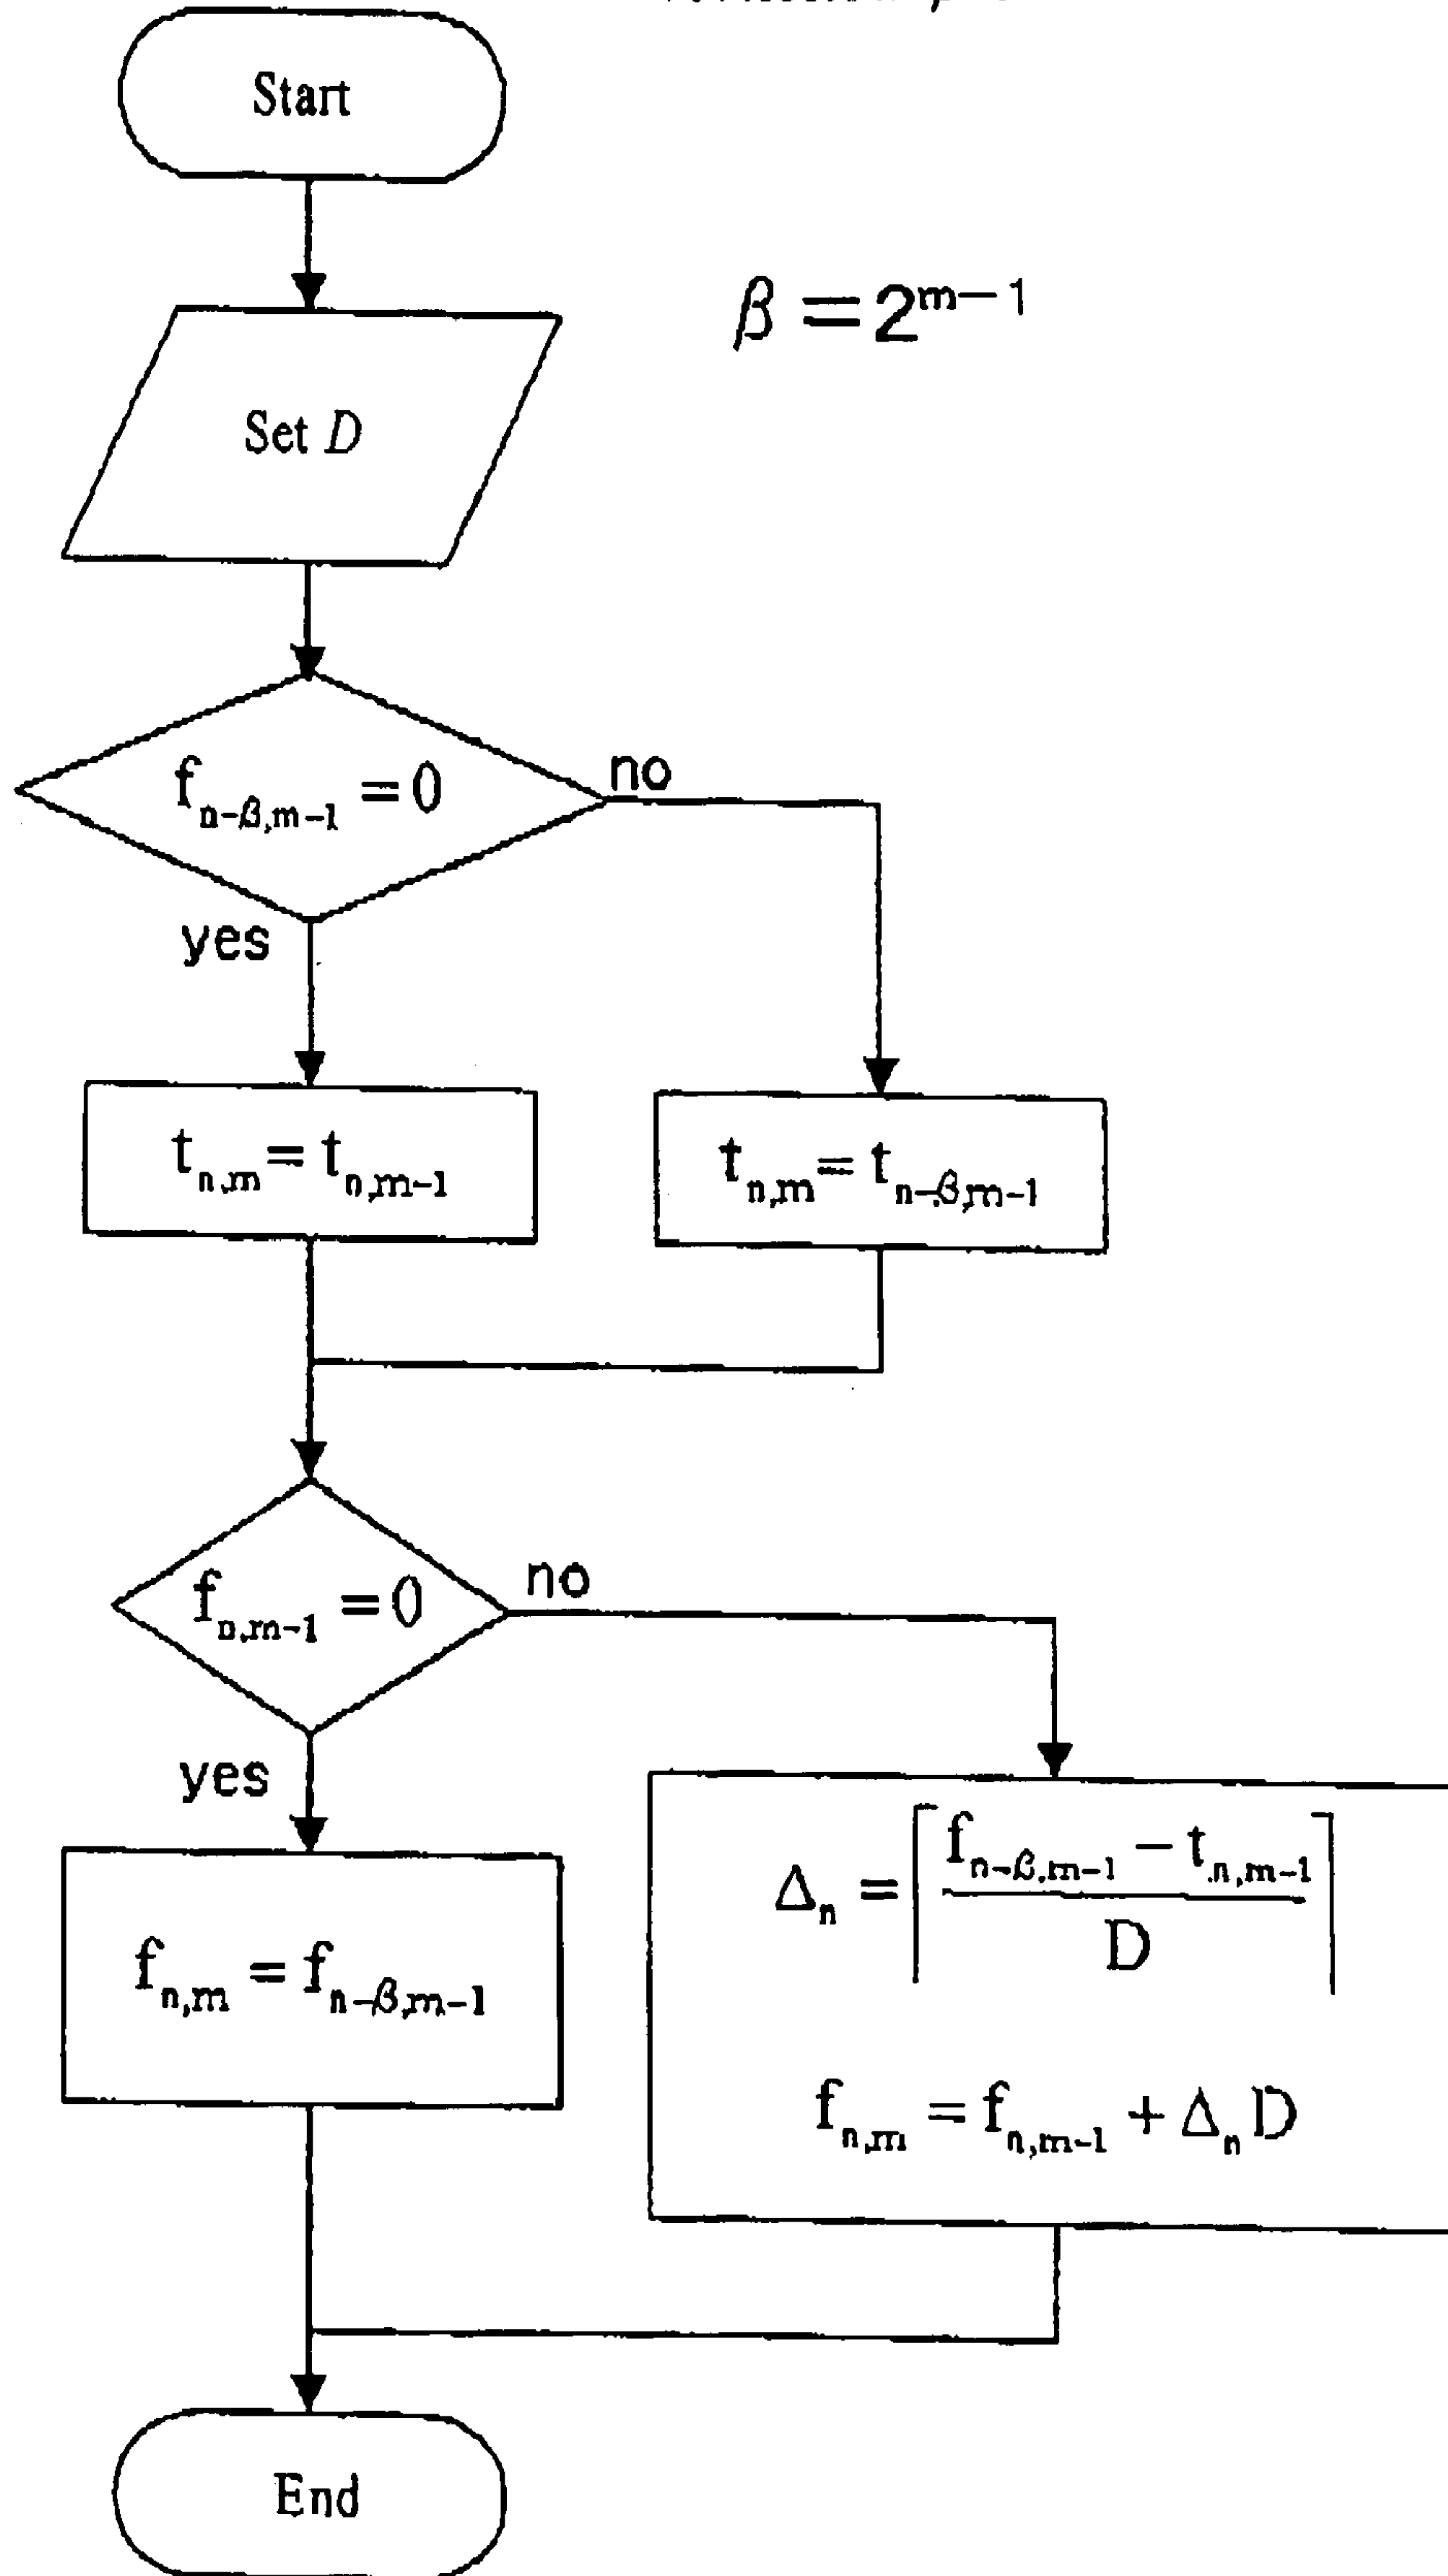 Start
β = 2^{m-1}
Set D
f_{n-β,m-1} = 0
no
yes
t_{n,m} = t_{n,m-1}
t_{n,m} = t_{n-β,m-1}
f_{n,m-1} = 0
no
yes
Δ_n = ⌈(f_{n-β,m-1} - t_{n,m-1}) / D⌉
f_{n,m} = f_{n-β,m-1}
f_{n,m} = f_{n,m-1} + Δ_n D
End